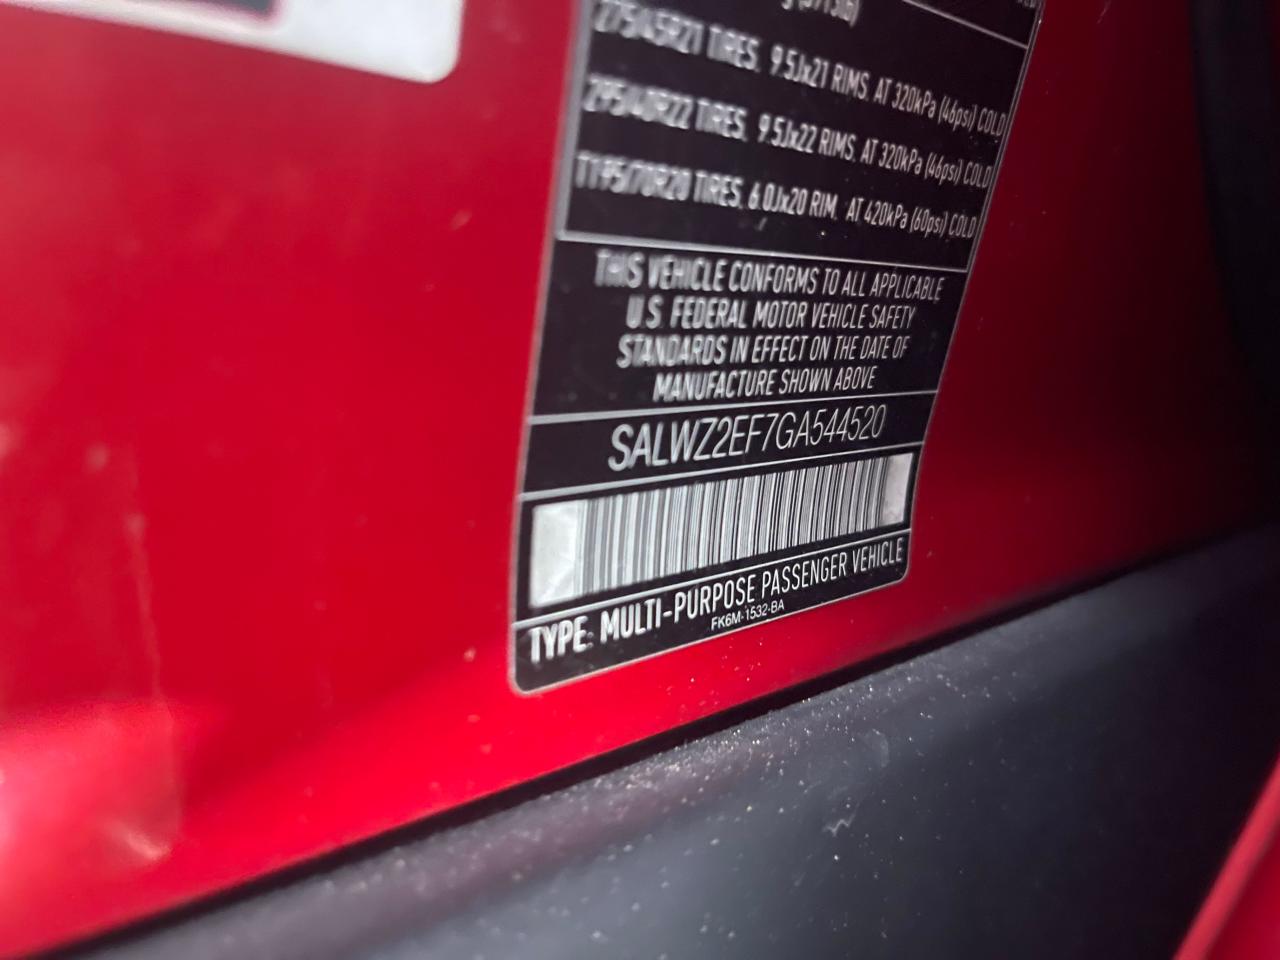 275/45R21 TIRES, 9.5Jx21 RIMS, AT 320kPa (46psi) COLD
295/40R22 TIRES, 9.5Jx22 RIMS, AT 320kPa (46psi) COLD
T195/70R20 TIRES, 6.0Jx20 RIM, AT 420kPa (60psi) COLD
THIS VEHICLE CONFORMS TO ALL APPLICABLE
U.S. FEDERAL MOTOR VEHICLE SAFETY
STANDARDS IN EFFECT ON THE DATE OF
MANUFACTURE SHOWN ABOVE
SALWZ2EF7GA544520
TYPE: MULTI-PURPOSE PASSENGER VEHICLE
FK6M-1532-BA